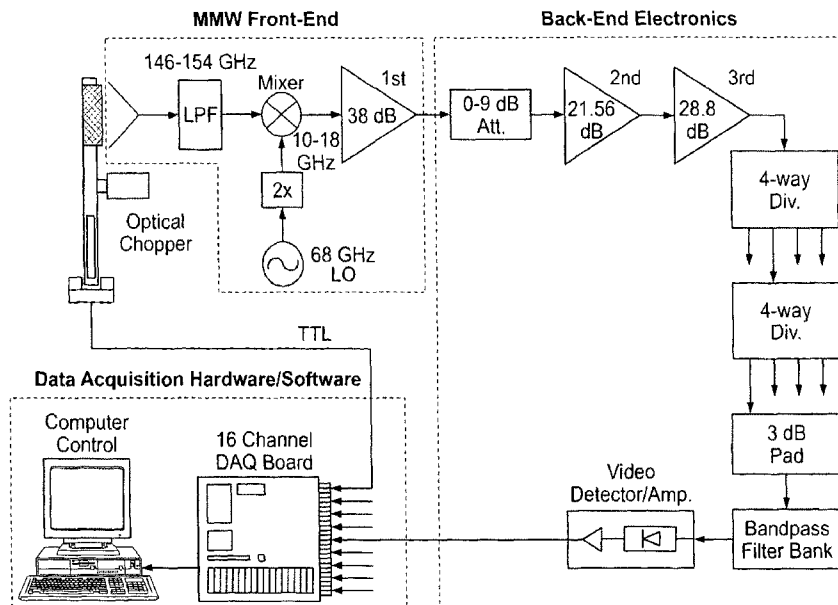 MMW Front-End
Back-End Electronics
146-154 GHz
Mixer
1st
2nd
3rd
LPF
38 dB
0-9 dB
Att.
21.56
dB
28.8
dB
10-18
GHz
2x
4-way
Div.
Optical
Chopper
68 GHz
LO
4-way
Div.
TTL
Data Acquisition Hardware/Software
Computer
Control
16 Channel
DAQ Board
3 dB
Pad
Video
Detector/Amp.
Bandpass
Filter Bank